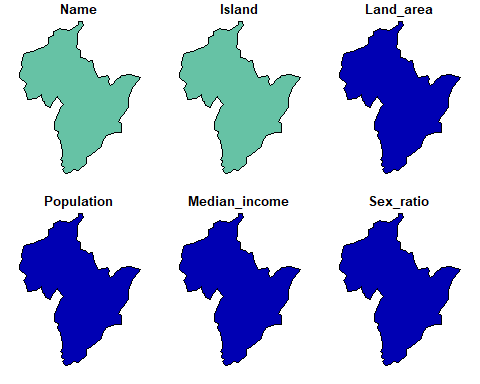 Name
Island
Land_area
Population
Median_income
Sex_ratio